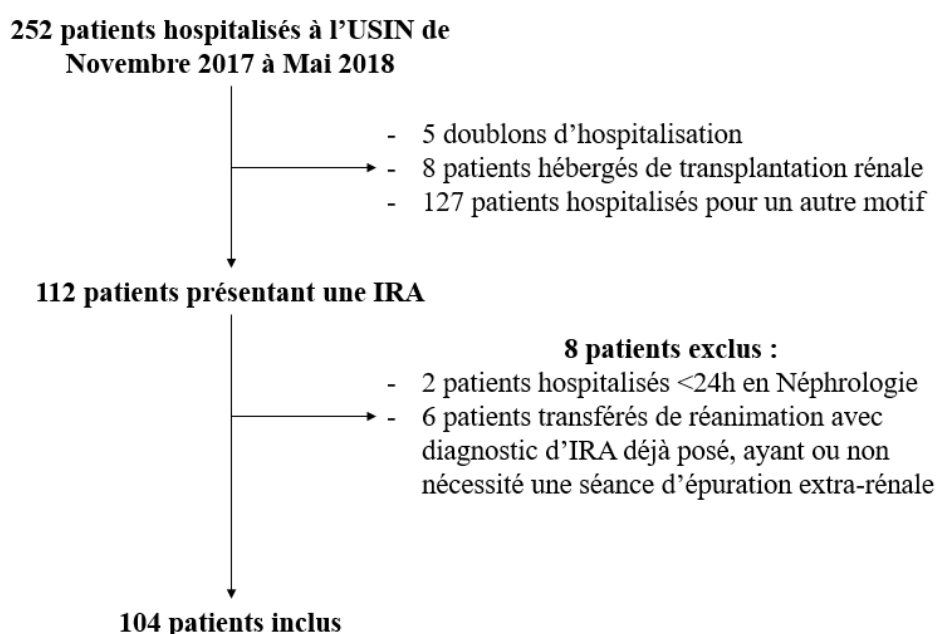 252 patients hospitalisés à l’USIN de
Novembre 2017 à Mai 2018
- 5 doublons d’hospitalisation
- 8 patients hébergés de transplantation rénale
- 127 patients hospitalisés pour un autre motif
112 patients présentant une IRA
8 patients exclus :
- 2 patients hospitalisés <24h en Néphrologie
- 6 patients transférés de réanimation avec
diagnostic d’IRA déjà posé, ayant ou non
nécessité une séance d’épuration extra-rénale
104 patients inclus